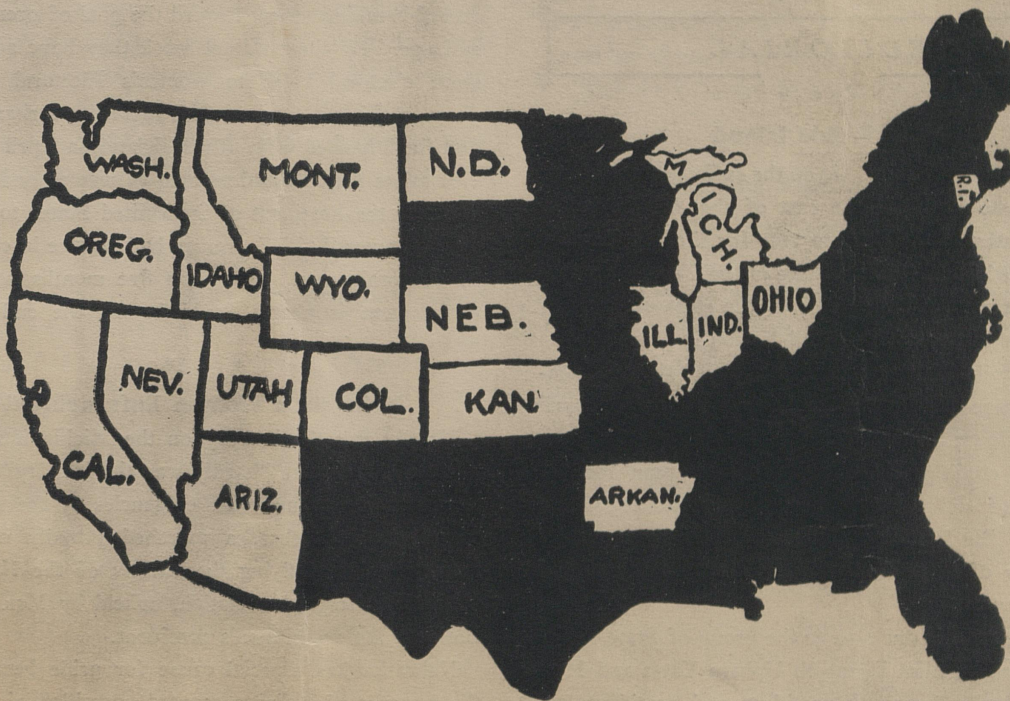 WASH.
MONT.
N.D.
MICH.
R.I.
OREG.
IDAHO
WYO.
NEB.
ILL.
IND.
OHIO
NEV.
UTAH
COL.
KAN.
CAL.
ARIZ.
ARKAN.